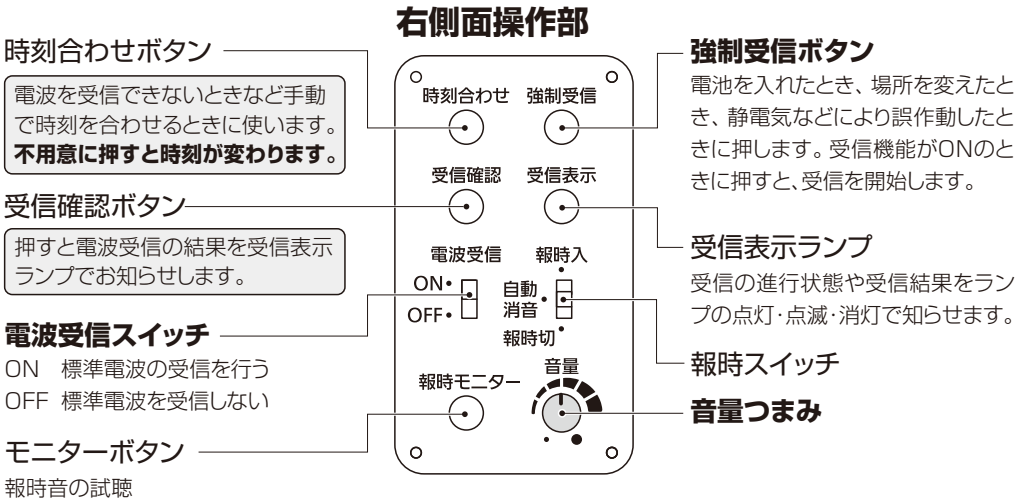 右側面操作部
時刻合わせボタン
電波を受信できないときなど手動
で時刻を合わせるときに使います。
不用意に押すと時刻が変わります。
受信確認ボタン
押すと電波受信の結果を受信表示
ランプでお知らせします。
電波受信スイッチ
ON 標準電波の受信を行う
OFF 標準電波を受信しない
モニターボタン
報時音の試聴
時刻合わせ 強制受信
受信確認 受信表示
電波受信 報時入
ON
自動
消音
OFF
報時切
報時モニター 音量
強制受信ボタン
電池を入れたとき、場所を変えたと
き、静電気などにより誤作動したと
きに押します。受信機能がONのと
きに押すと、受信を開始します。
受信表示ランプ
受信の進行状態や受信結果をラン
プの点灯・点滅・消灯で知らせます。
報時スイッチ
音量つまみ